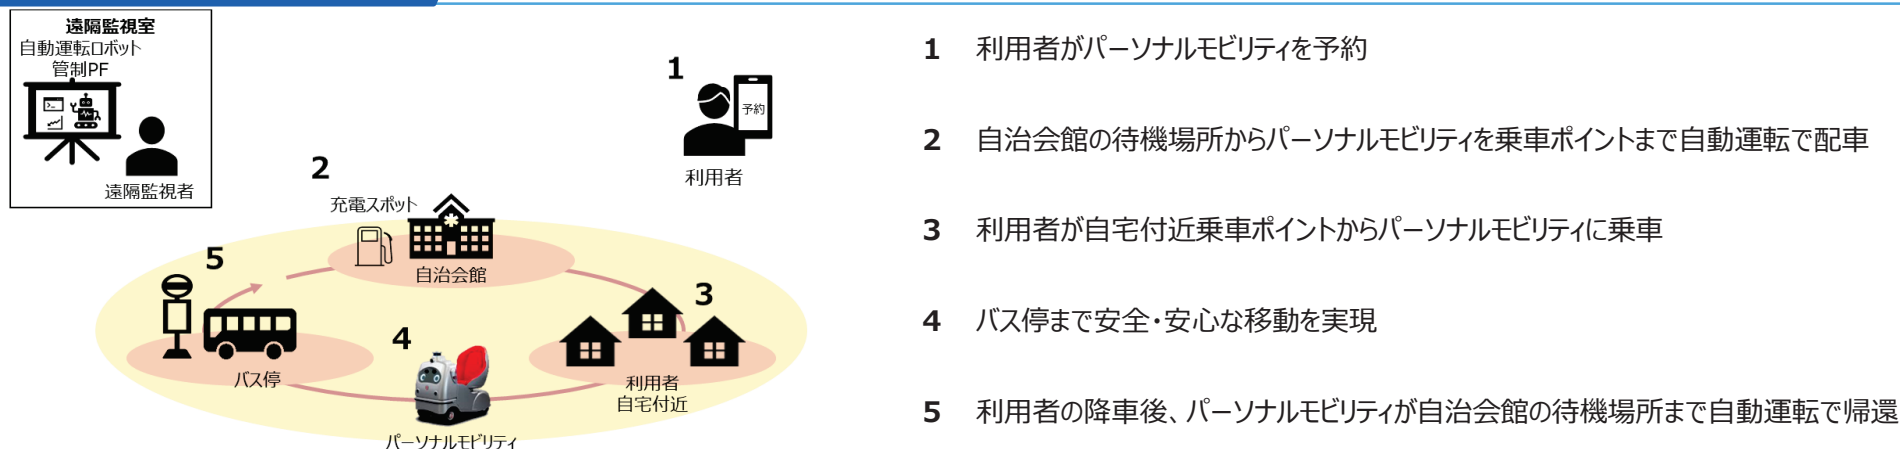 遠隔監視室
自動運転ロボット
管制PF
遠隔監視者
1
予約
利用者
2
充電スポット
自治会館
3
利用者
自宅付近
4
パーソナルモビリティ
5
バス停
1 利用者がパーソナルモビリティを予約
2 自治会館の待機場所からパーソナルモビリティを乗車ポイントまで自動運転で配車
3 利用者が自宅付近乗車ポイントからパーソナルモビリティに乗車
4 バス停まで安全・安心な移動を実現
5 利用者の降車後、パーソナルモビリティが自治会館の待機場所まで自動運転で帰還